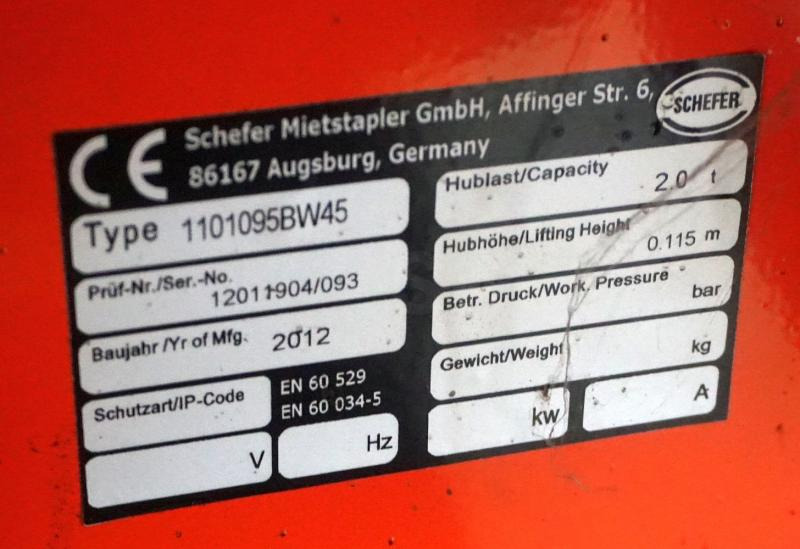 CE
Schefer Mietstapler GmbH, Affinger Str. 6,
86167 Augsburg, Germany
SCHEFER
Type 1101095BW45
Prüf-Nr./Ser.-No. 12011904/093
Baujahr /Yr of Mfg. 2012
Schutzart/IP-Code
EN 60 529
EN 60 034-5
V
Hz
Hublast/Capacity 2.0 t
Hubhöhe/Lifting Height 0.115 m
Betr. Druck/Work. Pressure bar
Gewicht/Weight kg
kw
A